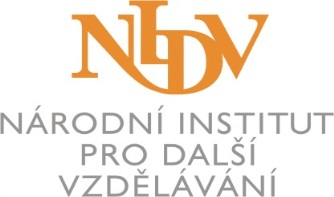 NIDV
NÁRODNÍ INSTITUT
PRO DALŠÍ
VZDĚLÁVÁNÍ